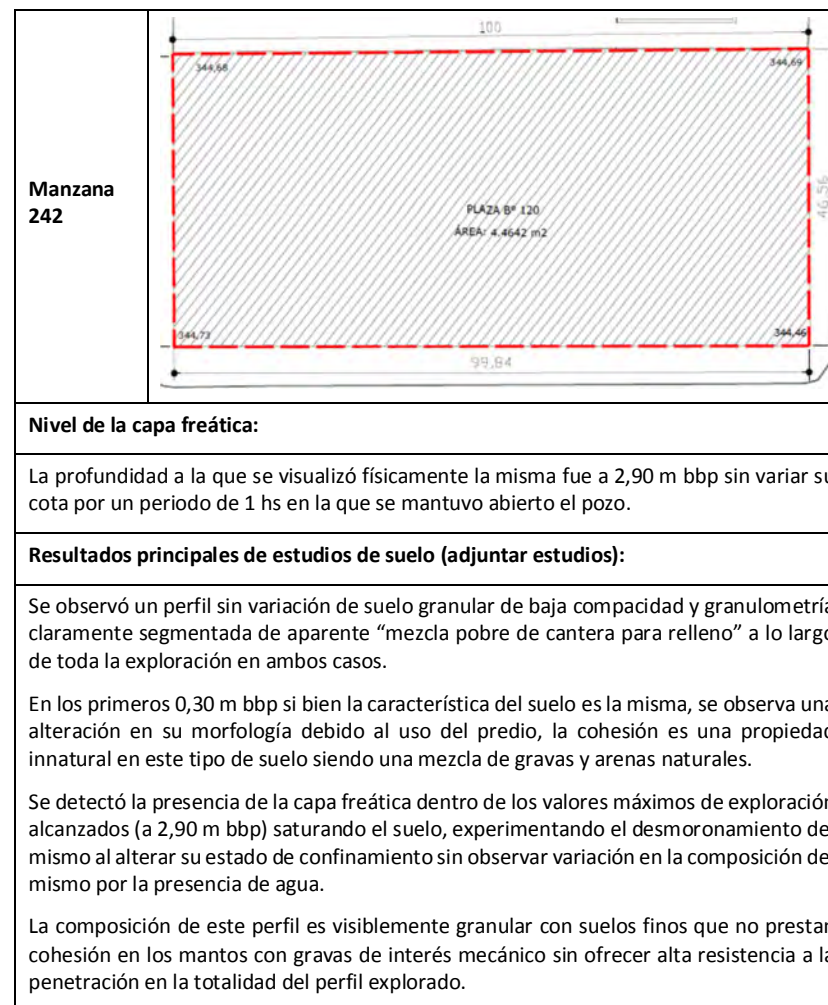 100
344,68
344,69
Manzana
242
46,56
PLAZA Bº 120
ÁREA: 4.4642 m2
344,73
344,46
99,84
Nivel de la capa freática:
La profundidad a la que se visualizó físicamente la misma fue a 2,90 m bbp sin variar su
cota por un periodo de 1 hs en la que se mantuvo abierto el pozo.
Resultados principales de estudios de suelo (adjuntar estudios):
Se observó un perfil sin variación de suelo granular de baja compacidad y granulometría
claramente segmentada de aparente “mezcla pobre de cantera para relleno” a lo largo
de toda la exploración en ambos casos.
En los primeros 0,30 m bbp si bien la característica del suelo es la misma, se observa una
alteración en su morfología debido al uso del predio, la cohesión es una propiedad
innatural en este tipo de suelo siendo una mezcla de gravas y arenas naturales.
Se detectó la presencia de la capa freática dentro de los valores máximos de exploración
alcanzados (a 2,90 m bbp) saturando el suelo, experimentando el desmoronamiento de
mismo al alterar su estado de confinamiento sin observar variación en la composición de
mismo por la presencia de agua.
La composición de este perfil es visiblemente granular con suelos finos que no prestan
cohesión en los mantos con gravas de interés mecánico sin ofrecer alta resistencia a la
penetración en la totalidad del perfil explorado.